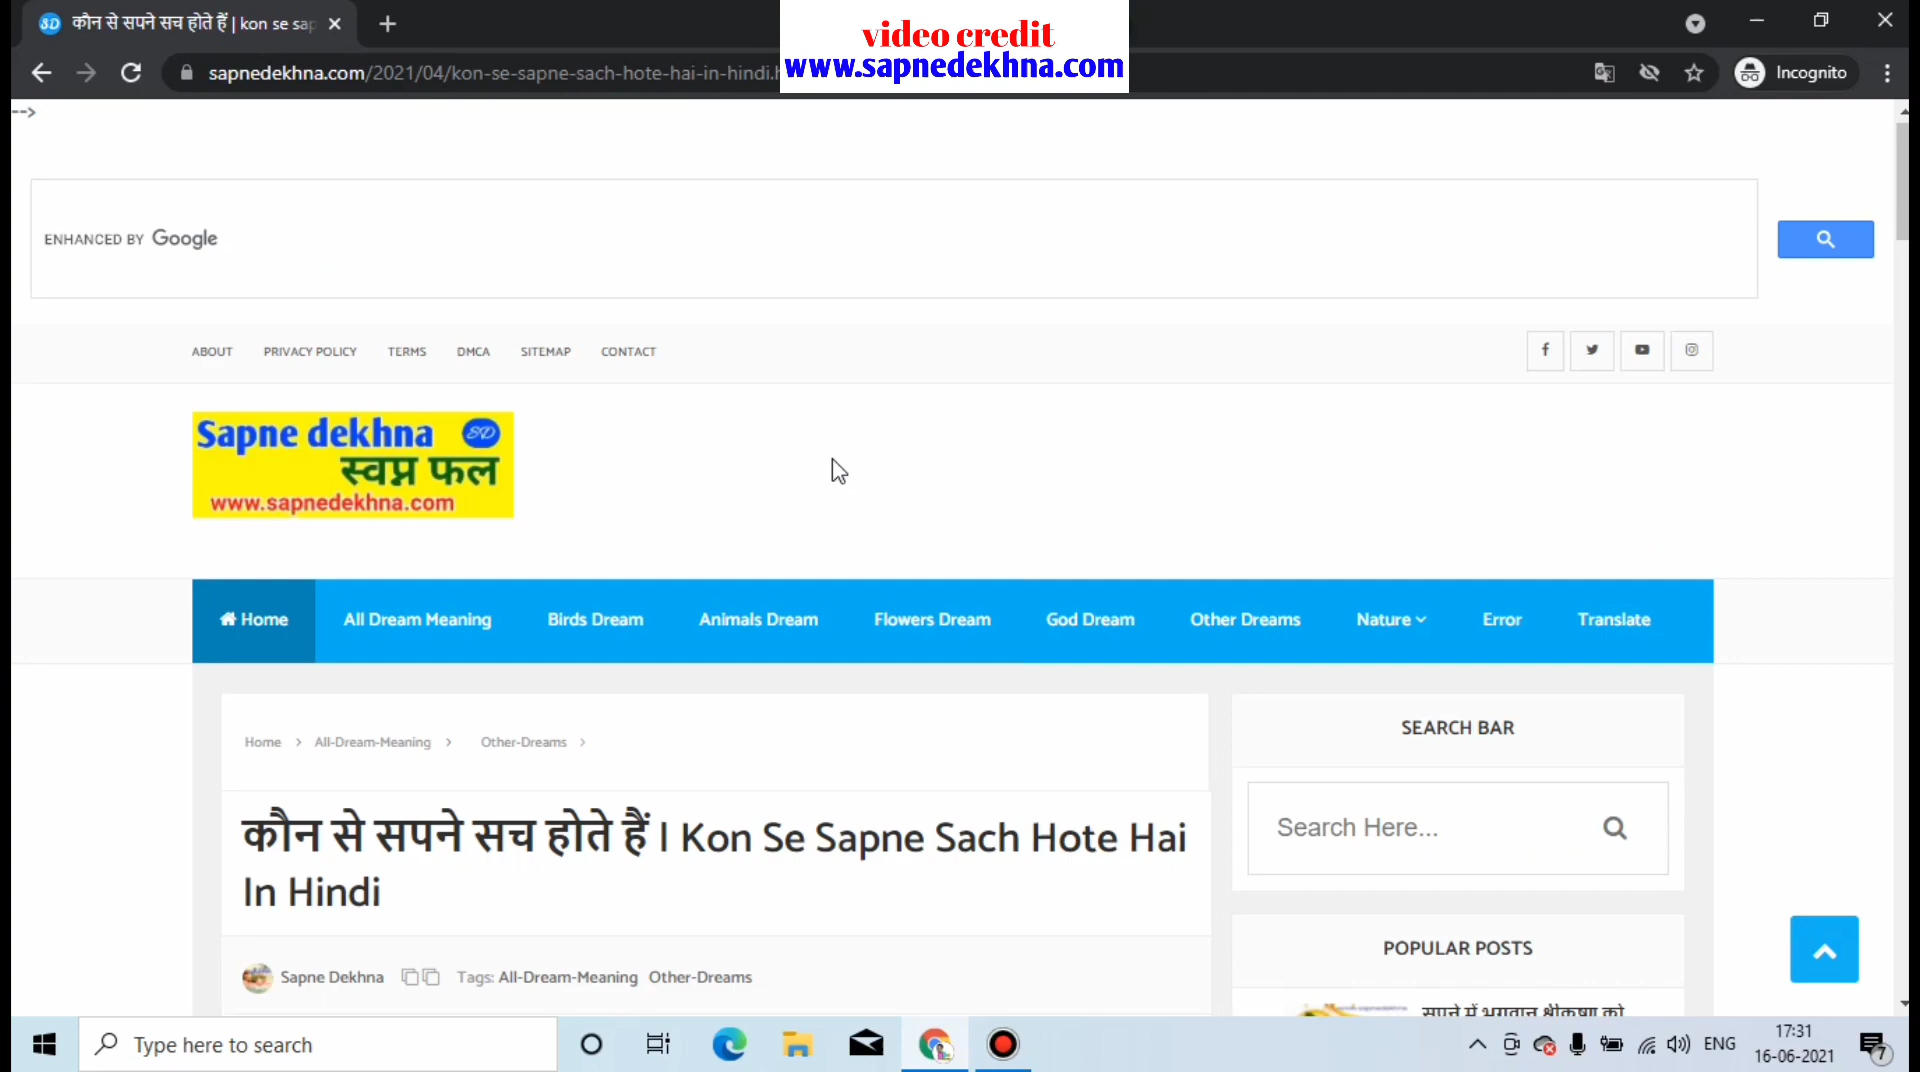 कौन से सपने सच होते हैं | kon se sap
video credit
www.sapnedekhna.com
sapnedekhna.com/2021/04/kon-se-sapne-sach-hote-hai-in-hindi.h
Incognito
-->
ENHANCED BY Google
ABOUT PRIVACY POLICY TERMS DMCA SITEMAP CONTACT
Sapne dekhna SD
स्वप्न फल
www.sapnedekhna.com
Home All Dream Meaning Birds Dream Animals Dream Flowers Dream God Dream Other Dreams Nature Error Translate
Home > All-Dream-Meaning > Other-Dreams >
कौन से सपने सच होते हैं | Kon Se Sapne Sach Hote Hai
In Hindi
Sapne Dekhna Tags: All-Dream-Meaning Other-Dreams
SEARCH BAR
Search Here...
POPULAR POSTS
सपने में भगवान श्रीकृष्ण को
Type here to search
ENG
17:31
16-06-2021
7